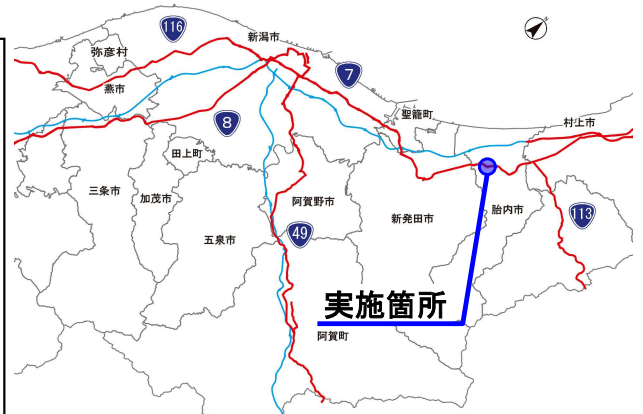 116
新潟市
弥彦村
7
燕市
聖籠町
8
村上市
田上町
三条市
加茂市
阿賀野市
新発田市
胎内市
113
五泉市
49
実施箇所
阿賀町